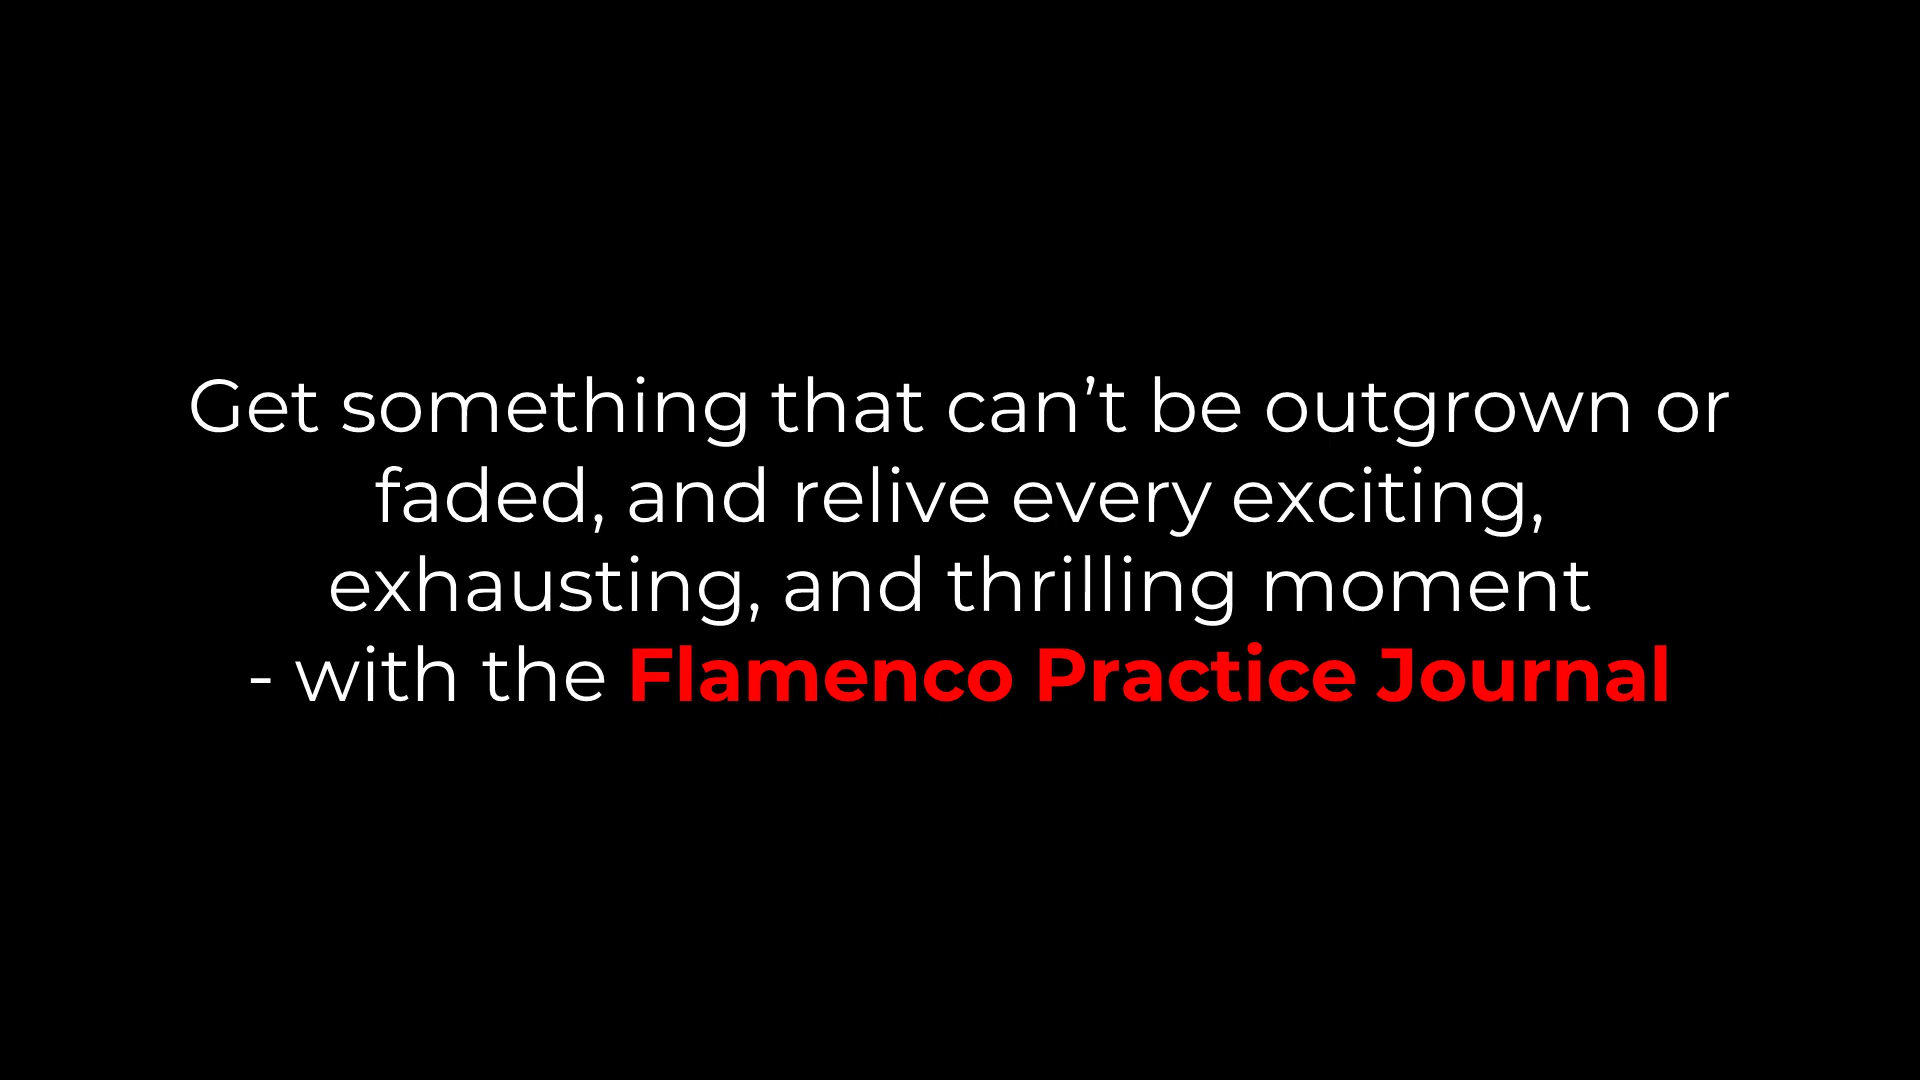 Get something that can’t be outgrown or
faded, and relive every exciting,
exhausting, and thrilling moment
- with the Flamenco Practice Journal